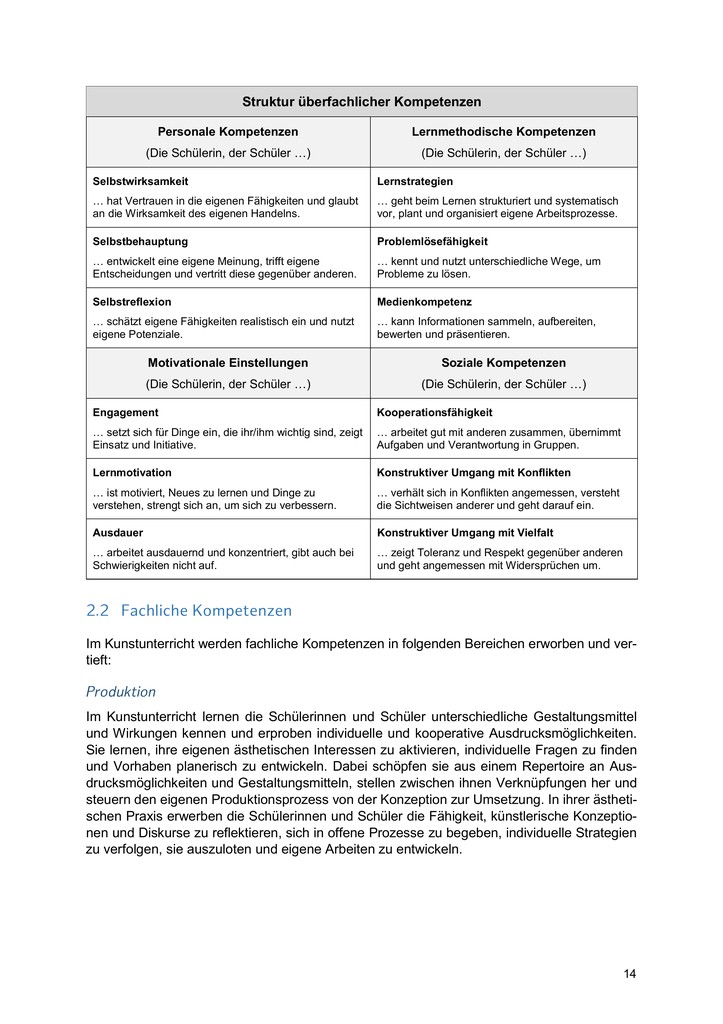 Struktur überfachlicher Kompetenzen
Personale Kompetenzen
(Die Schülerin, der Schüler …)
Lernmethodische Kompetenzen
(Die Schülerin, der Schüler …)
Selbstwirksamkeit
… hat Vertrauen in die eigenen Fähigkeiten und glaubt
an die Wirksamkeit des eigenen Handelns.
Lernstrategien
… geht beim Lernen strukturiert und systematisch
vor, plant und organisiert eigene Arbeitsprozesse.
Selbstbehauptung
… entwickelt eine eigene Meinung, trifft eigene
Entscheidungen und vertritt diese gegenüber anderen.
Problemlösefähigkeit
… kennt und nutzt unterschiedliche Wege, um
Probleme zu lösen.
Selbstreflexion
… schätzt eigene Fähigkeiten realistisch ein und nutzt
eigene Potenziale.
Medienkompetenz
… kann Informationen sammeln, aufbereiten,
bewerten und präsentieren.
Motivationale Einstellungen
(Die Schülerin, der Schüler …)
Soziale Kompetenzen
(Die Schülerin, der Schüler …)
Engagement
… setzt sich für Dinge ein, die ihr/ihm wichtig sind, zeigt
Einsatz und Initiative.
Kooperationsfähigkeit
… arbeitet gut mit anderen zusammen, übernimmt
Aufgaben und Verantwortung in Gruppen.
Lernmotivation
… ist motiviert, Neues zu lernen und Dinge zu
verstehen, strengt sich an, um sich zu verbessern.
Konstruktiver Umgang mit Konflikten
… verhält sich in Konflikten angemessen, versteht
die Sichtweisen anderer und geht darauf ein.
Ausdauer
… arbeitet ausdauernd und konzentriert, gibt auch bei
Schwierigkeiten nicht auf.
Konstruktiver Umgang mit Vielfalt
… zeigt Toleranz und Respekt gegenüber anderen
und geht angemessen mit Widersprüchen um.
2.2 Fachliche Kompetenzen
Im Kunstunterricht werden fachliche Kompetenzen in folgenden Bereichen erworben und ver-
tieft:
Produktion
Im Kunstunterricht lernen die Schülerinnen und Schüler unterschiedliche Gestaltungsmittel
und Wirkungen kennen und erproben individuelle und kooperative Ausdrucksmöglichkeiten.
Sie lernen, ihre eigenen ästhetischen Interessen zu aktivieren, individuelle Fragen zu finden
und Vorhaben planerisch zu entwickeln. Dabei schöpfen sie aus einem Repertoire an Aus-
drucksmöglichkeiten und Gestaltungsmitteln, stellen zwischen ihnen Verknüpfungen her und
steuern den eigenen Produktionsprozess von der Konzeption zur Umsetzung. In ihrer ästheti-
schen Praxis erwerben die Schülerinnen und Schüler die Fähigkeit, künstlerische Konzeptio-
nen und Diskurse zu reflektieren, sich in offene Prozesse zu begeben, individuelle Strategien
zu verfolgen, sie auszuloten und eigene Arbeiten zu entwickeln.
14